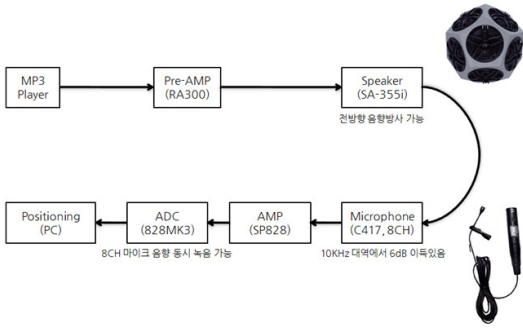 MP3
Player
Pre-AMP
(RA300)
Speaker
(SA-355i)
전방향 음향방사 가능
Positioning
(PC)
ADC
(828MK3)
AMP
(SP828)
Microphone
(C417, 8CH)
8CH 마이크 음향 동시 녹음 가능
10KHz 대역에서 6dB 이득있음